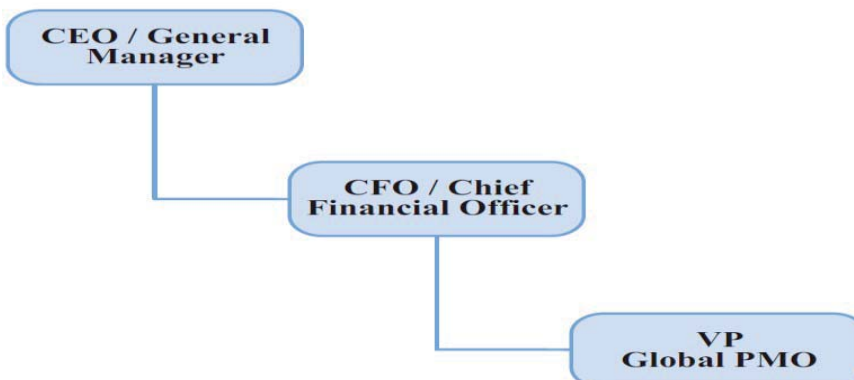 CEO / General
Manager
CFO / Chief
Financial Officer
VP
Global PMO